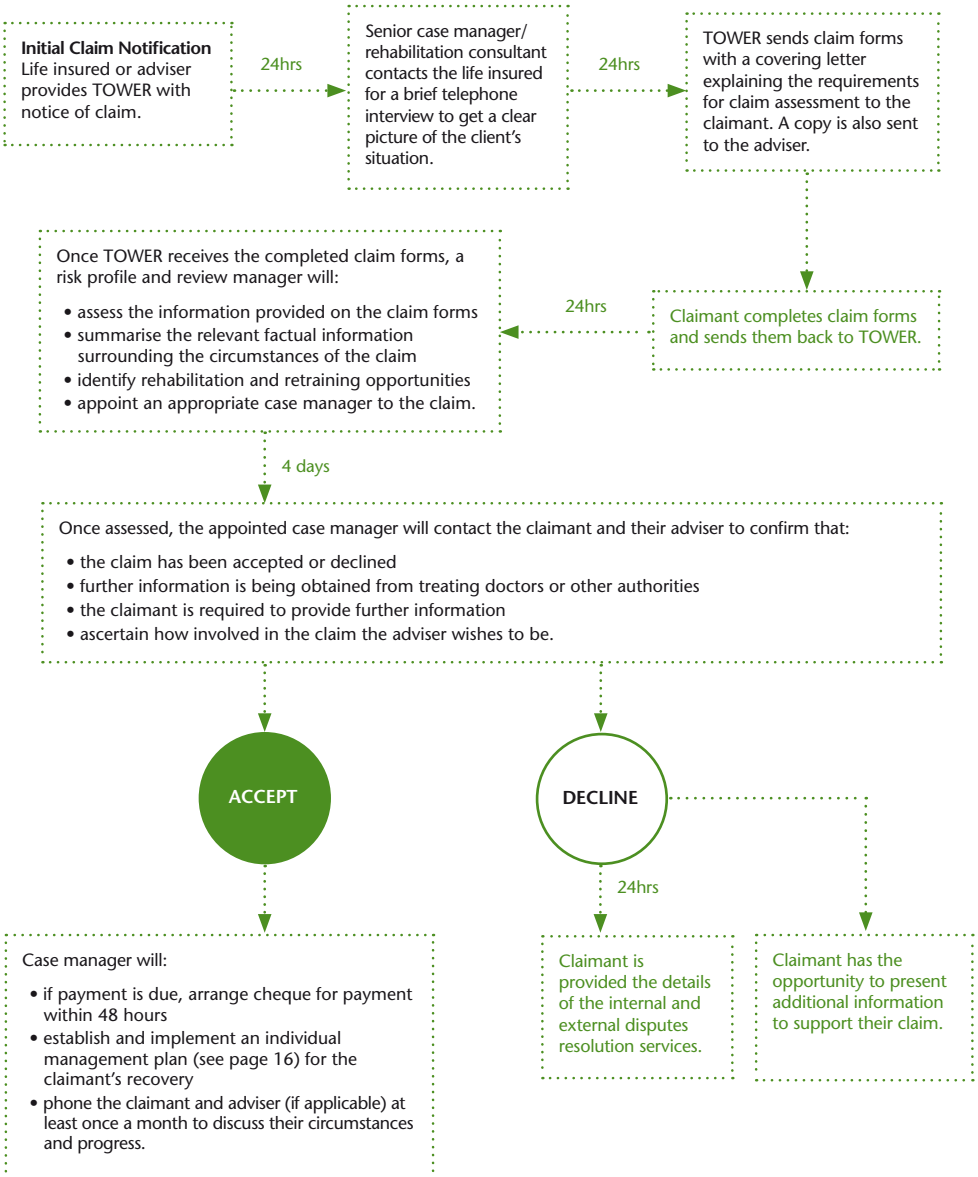 Initial Claim Notification
Life insured or adviser
provides TOWER with
notice of claim.
24hrs
Senior case manager/
rehabilitation consultant
contacts the life insured
for a brief telephone
interview to get a clear
picture of the client's
situation.
24hrs
TOWER sends claim forms
with a covering letter
explaining the requirements
for claim assessment to the
claimant. A copy is also sent
to the adviser.
Claimant completes claim forms
and sends them back to TOWER.
24hrs
Once TOWER receives the completed claim forms, a
risk profile and review manager will:
• assess the information provided on the claim forms
• summarise the relevant factual information
surrounding the circumstances of the claim
• identify rehabilitation and retraining opportunities
• appoint an appropriate case manager to the claim.
4 days
Once assessed, the appointed case manager will contact the claimant and their adviser to confirm that:
• the claim has been accepted or declined
• further information is being obtained from treating doctors or other authorities
• the claimant is required to provide further information
• ascertain how involved in the claim the adviser wishes to be.
ACCEPT
DECLINE
24hrs
Case manager will:
• if payment is due, arrange cheque for payment
within 48 hours
• establish and implement an individual
management plan (see page 16) for the
claimant's recovery
• phone the claimant and adviser (if applicable) at
least once a month to discuss their circumstances
and progress.
Claimant is
provided the details
of the internal and
external disputes
resolution services.
Claimant has the
opportunity to present
additional information
to support their claim.